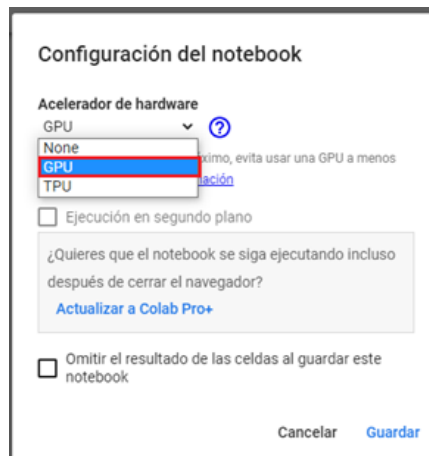 Configuración del notebook
Acelerador de hardware
GPU
None
GPU
TPU
áximo, evita usar una GPU a menos
ación
Ejecución en segundo plano
¿Quieres que el notebook se siga ejecutando incluso
después de cerrar el navegador?
Actualizar a Colab Pro+
Omitir el resultado de las celdas al guardar este
notebook
Cancelar Guardar